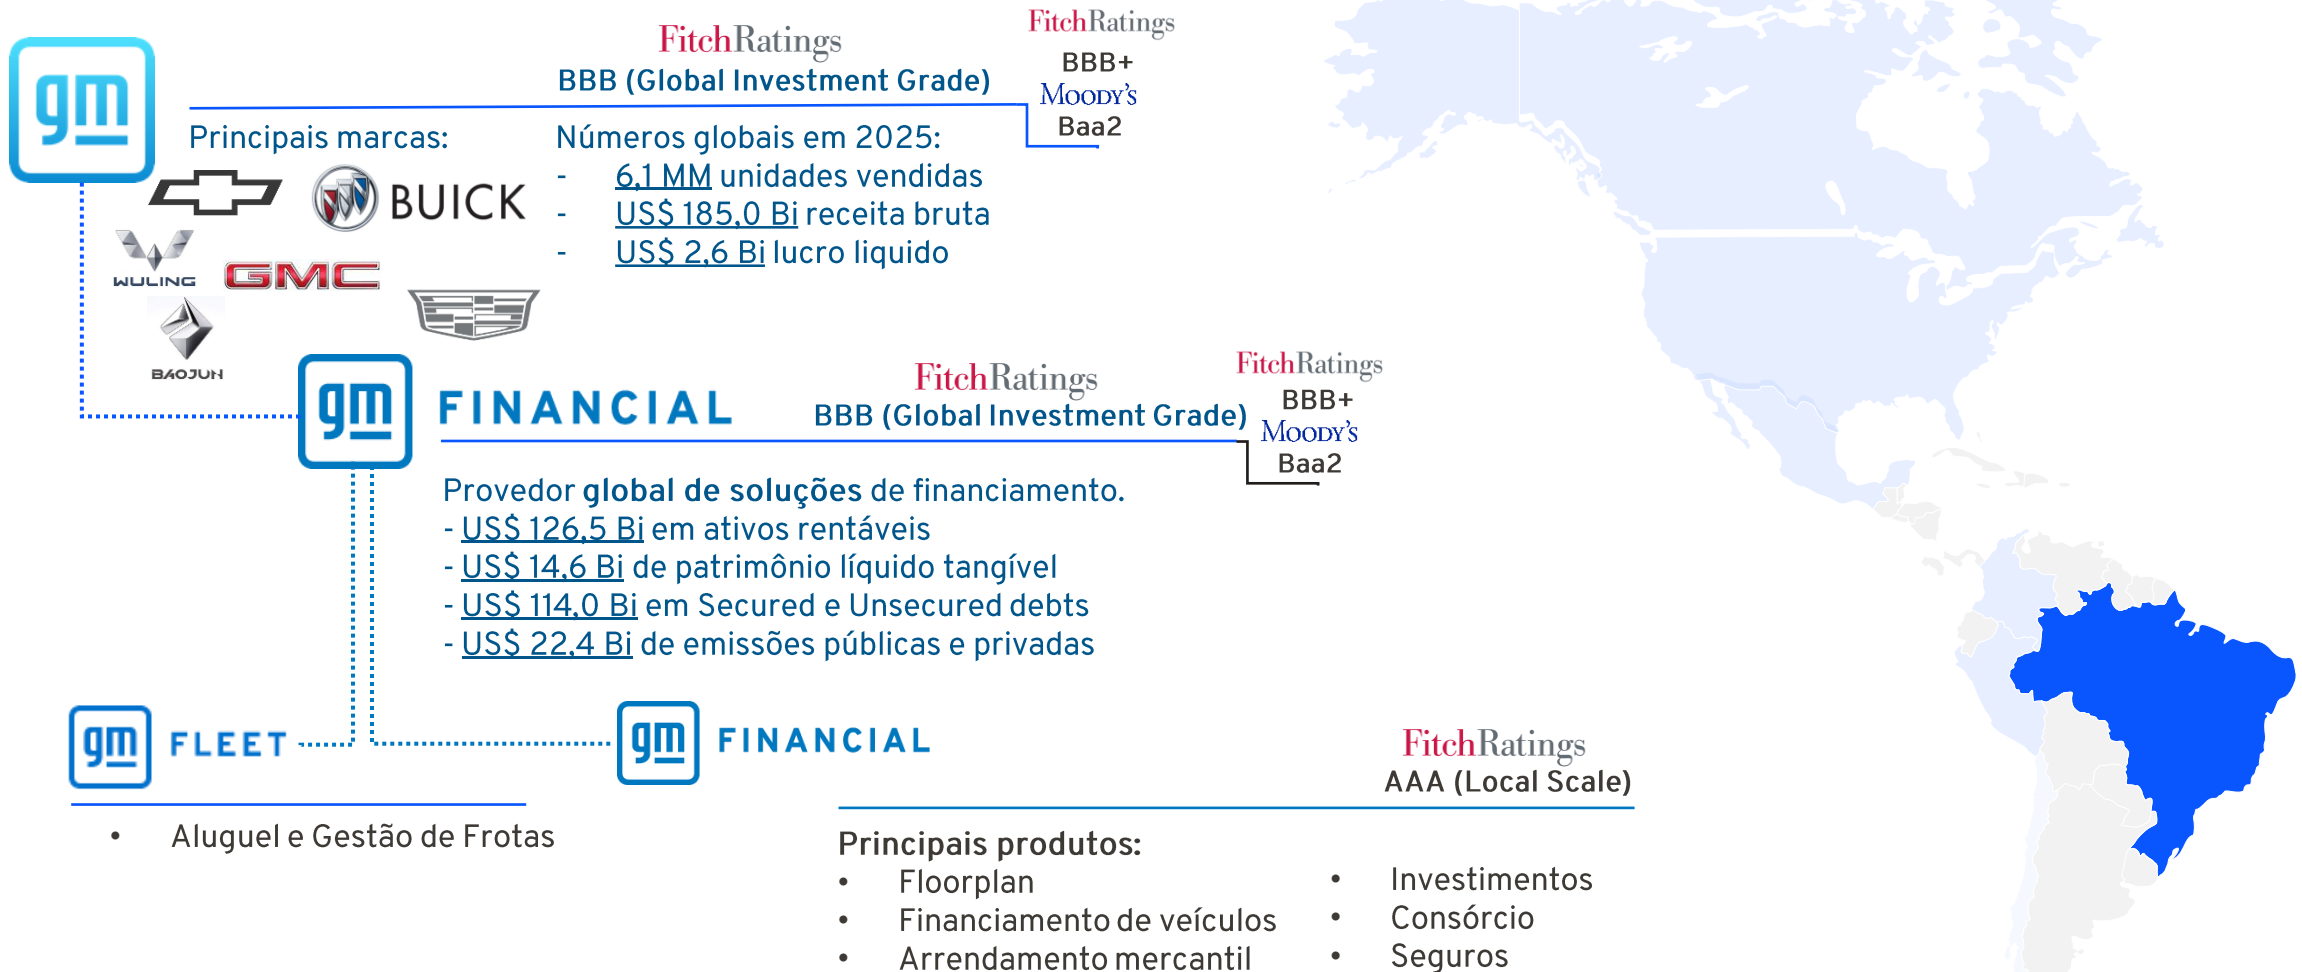 gm
FitchRatings
BBB (Global Investment Grade)
FitchRatings
BBB+
MOODY'S
Baa2
Principais marcas:
BUICK
WULING
GMC
BAOJUN
Números globais em 2025:
- 6,1 MM unidades vendidas
- US$ 185,0 Bi receita bruta
- US$ 2,6 Bi lucro liquido
gm FINANCIAL
FitchRatings
BBB (Global Investment Grade)
FitchRatings
BBB+
MOODY'S
Baa2
Provedor global de soluções de financiamento.
- US$ 126,5 Bi em ativos rentáveis
- US$ 14,6 Bi de patrimônio líquido tangível
- US$ 114,0 Bi em Secured e Unsecured debts
- US$ 22,4 Bi de emissões públicas e privadas
gm FLEET
• Aluguel e Gestão de Frotas
gm FINANCIAL
FitchRatings
AAA (Local Scale)
Principais produtos:
• Floorplan
• Financiamento de veículos
• Arrendamento mercantil
• Investimentos
• Consórcio
• Seguros